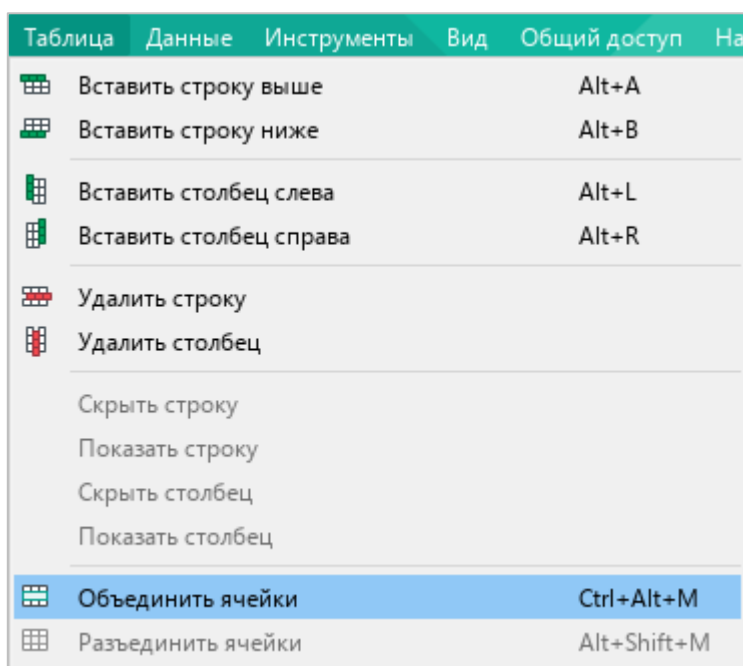 Таблица Данные Инструменты Вид Общий доступ
Вставить строку выше Alt+A
Вставить строку ниже Alt+B
Вставить столбец слева Alt+L
Вставить столбец справа Alt+R
Удалить строку
Удалить столбец
Скрыть строку
Показать строку
Скрыть столбец
Показать столбец
Объединить ячейки Ctrl+Alt+M
Разъединить ячейки Alt+Shift+M